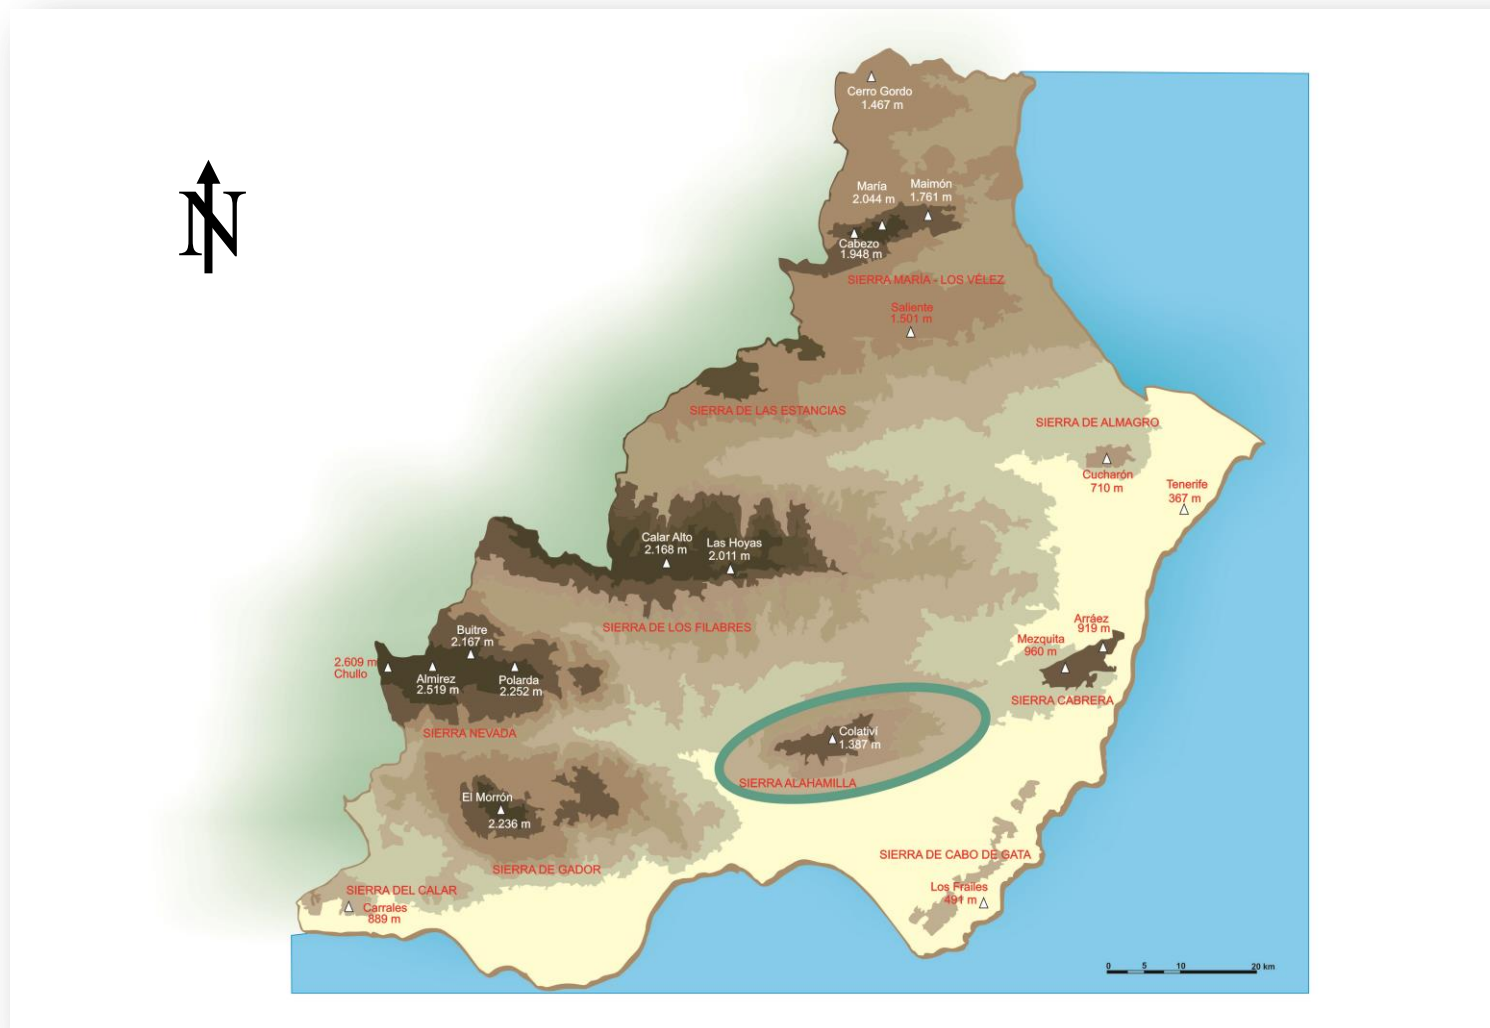 Cerro Gordo
1.467 m
N
María
2.044 m
Maimón
1.761 m
Cabezo
1.948 m
SIERRA MARÍA - LOS VÉLEZ
Saliente
1.501 m
SIERRA DE LAS ESTANCIAS
SIERRA DE ALMAGRO
Cucharón
710 m
Tenerife
367 m
Calar Alto
2.168 m
Las Hoyas
2.011 m
SIERRA DE LOS FILABRES
Buitre
2.167 m
Arráez
919 m
Mezquita
960 m
2.609 m
Chullo
Almirez
2.519 m
Polarda
2.252 m
SIERRA CABRERA
SIERRA NEVADA
Colativí
1.387 m
SIERRA ALAHAMILLA
El Morrón
2.236 m
SIERRA DE CABO DE GATA
SIERRA DE GADOR
SIERRA DEL CALAR
Los Frailes
491 m
Carrales
889 m
0 5 10 20 km